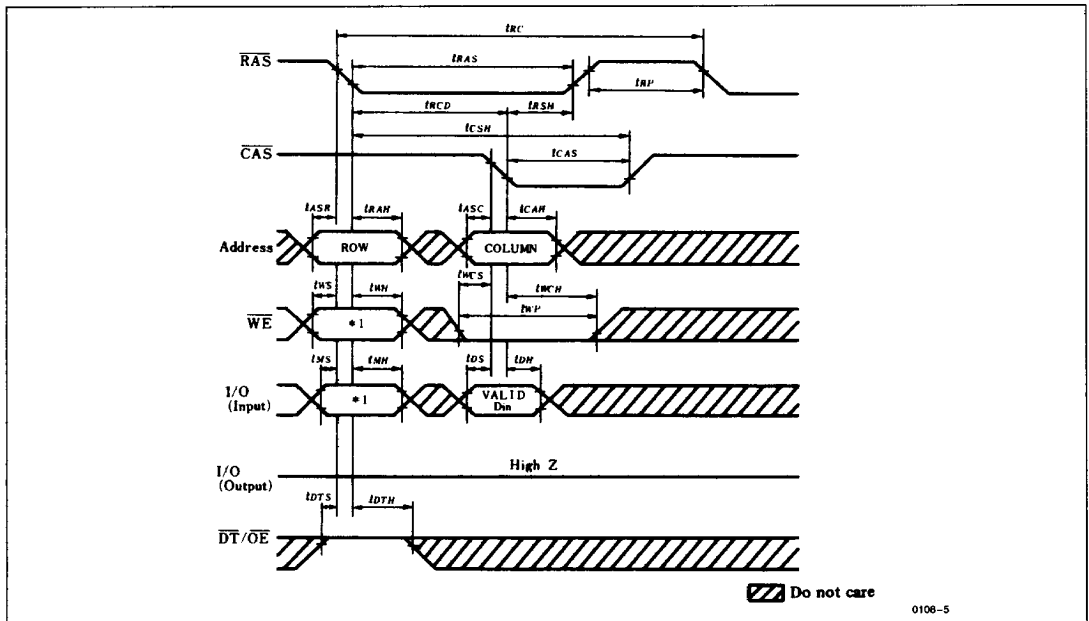 tRC
RAS
tRAS
tRP
tRCD
tRSH
tCSH
CAS
tCAS
tASR
tRAH
tASC
tCAH
Address
ROW
COLUMN
tWS
tWH
tWCS
tWCH
tWP
WE
*1
tMS
tMH
tDS
tDH
I/O
(Input)
*1
VALID
Din
I/O
(Output)
High Z
tDTS
tDTH
DT/OE
Do not care
0108-5